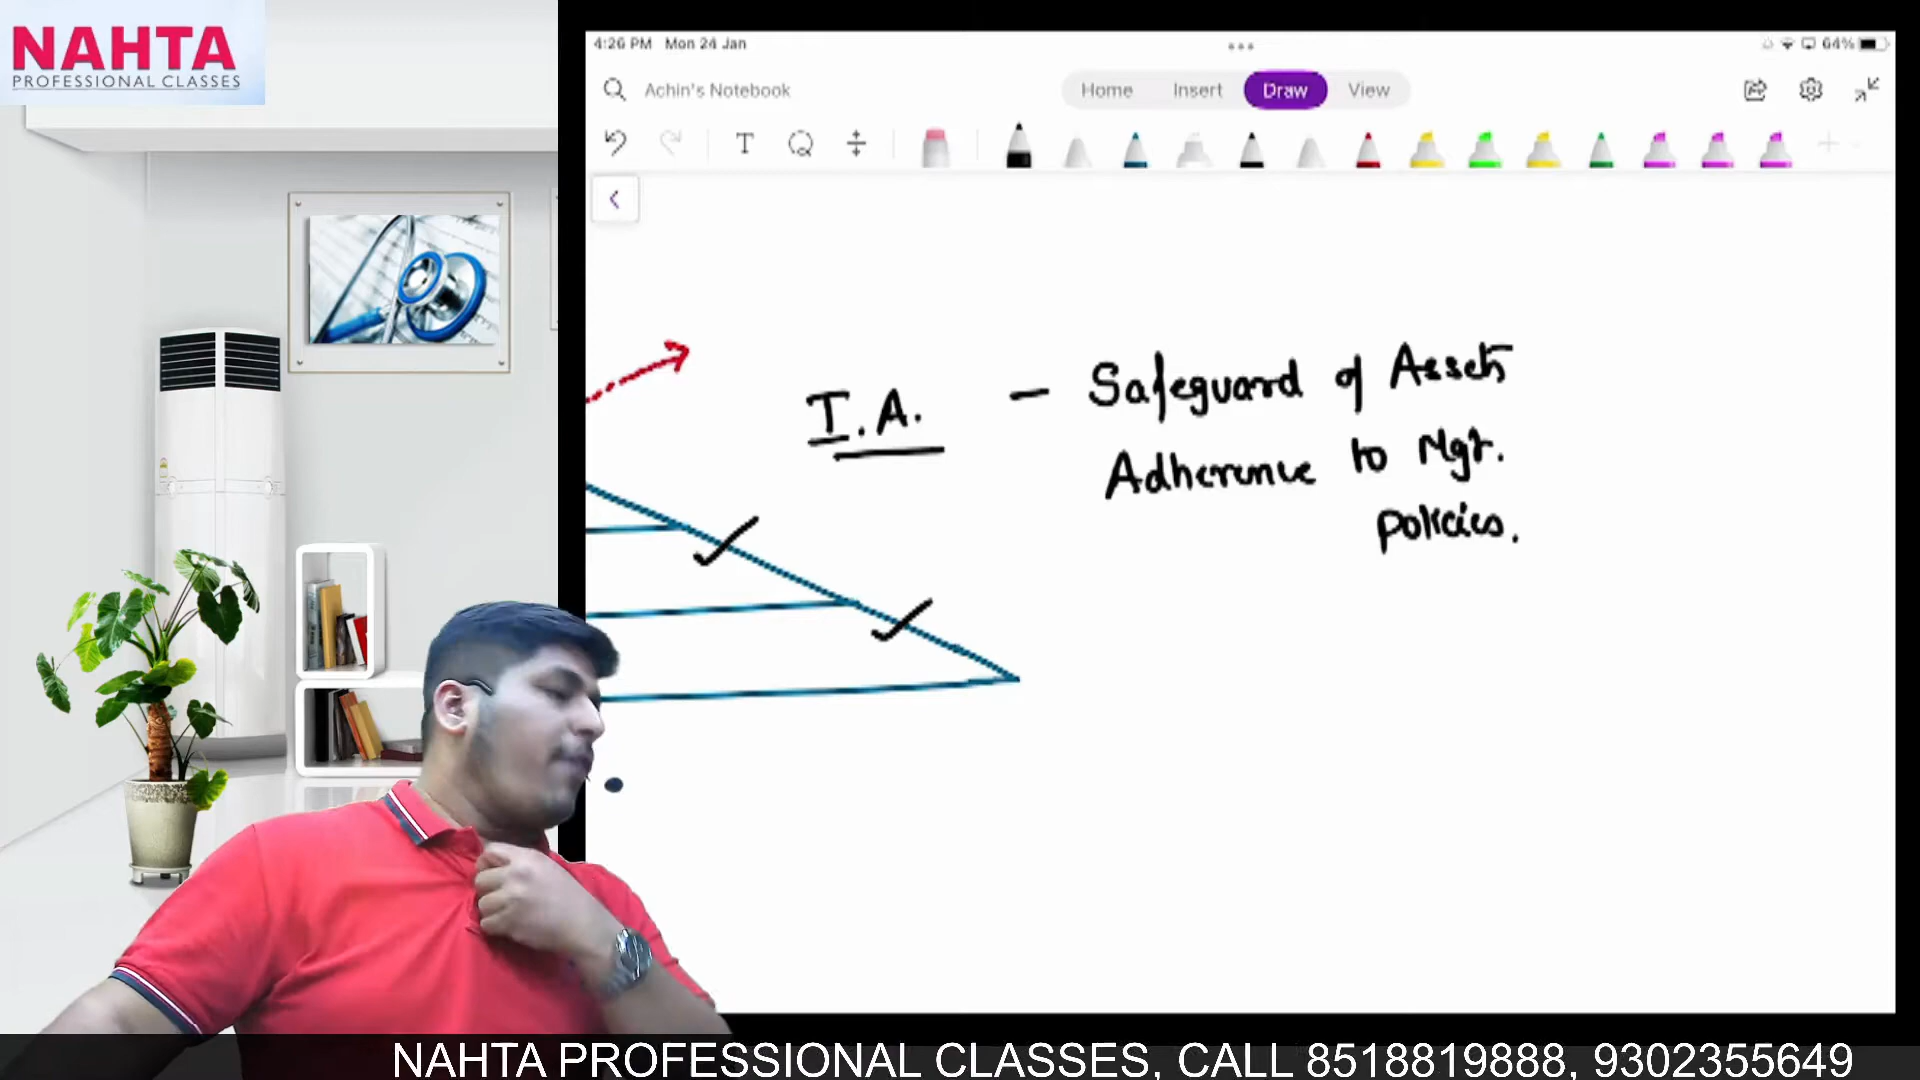 NAHTA
PROFESSIONAL CLASSES
4:26 PM Mon 24 Jan
64%
Achin's Notebook
Home Insert Draw View
T
I.A. - Safeguard of Assets
Adherence to Mgt.
policies.
NAHTA PROFESSIONAL CLASSES, CALL 8518819888, 9302355649